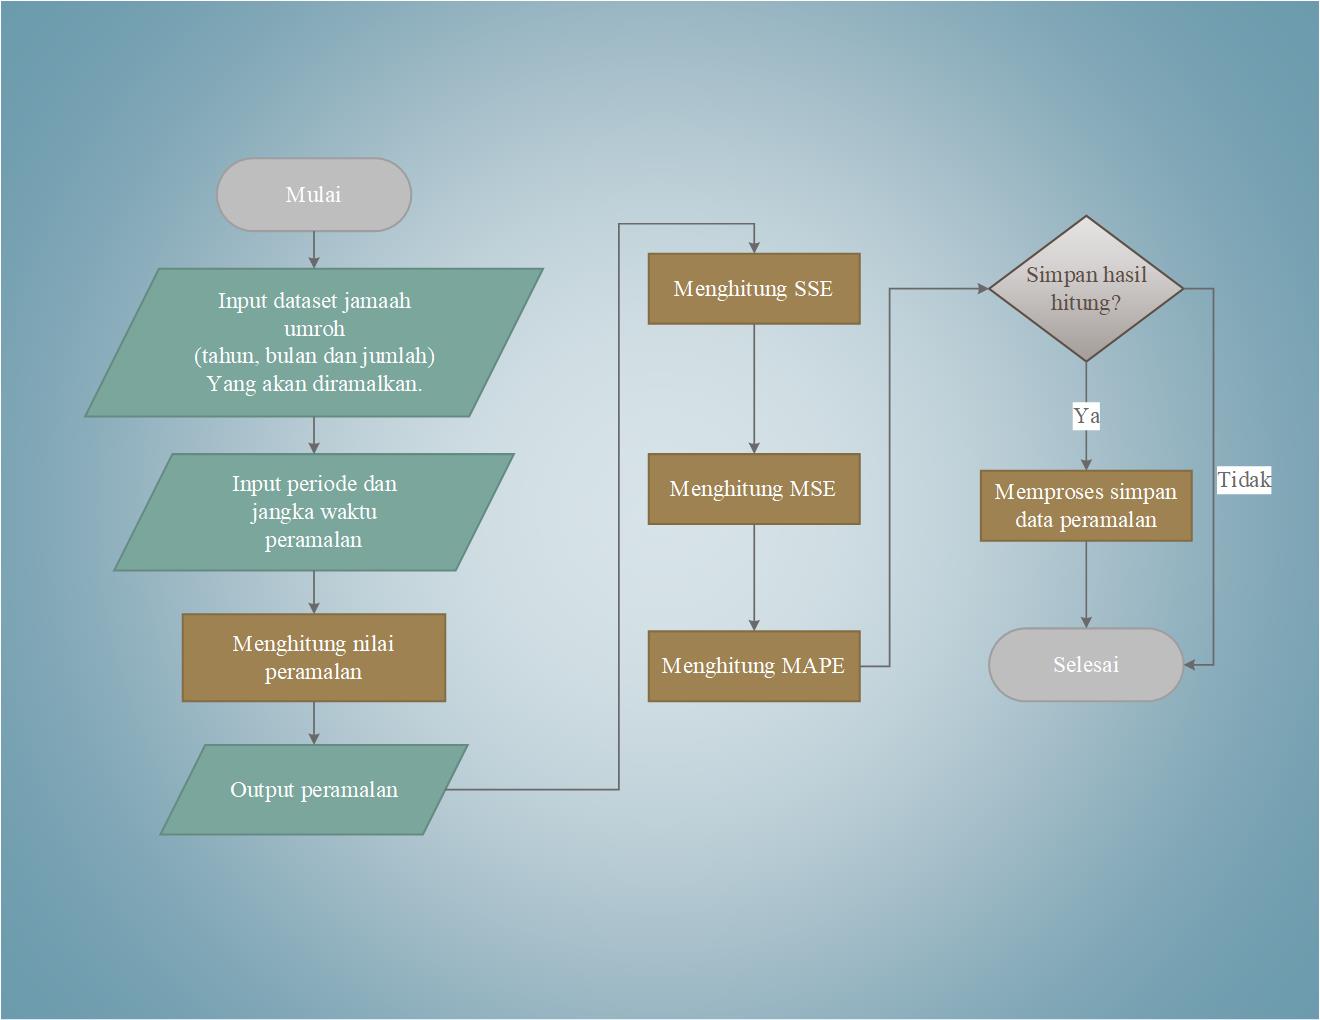 Mulai
Input dataset jamaah
umroh
(tahun, bulan dan jumlah)
Yang akan diramalkan.
Input periode dan
jangka waktu
peramalan
Menghitung nilai
peramalan
Output peramalan
Menghitung SSE
Menghitung MSE
Menghitung MAPE
Simpan hasil
hitung?
Ya
Tidak
Memproses simpan
data peramalan
Selesai